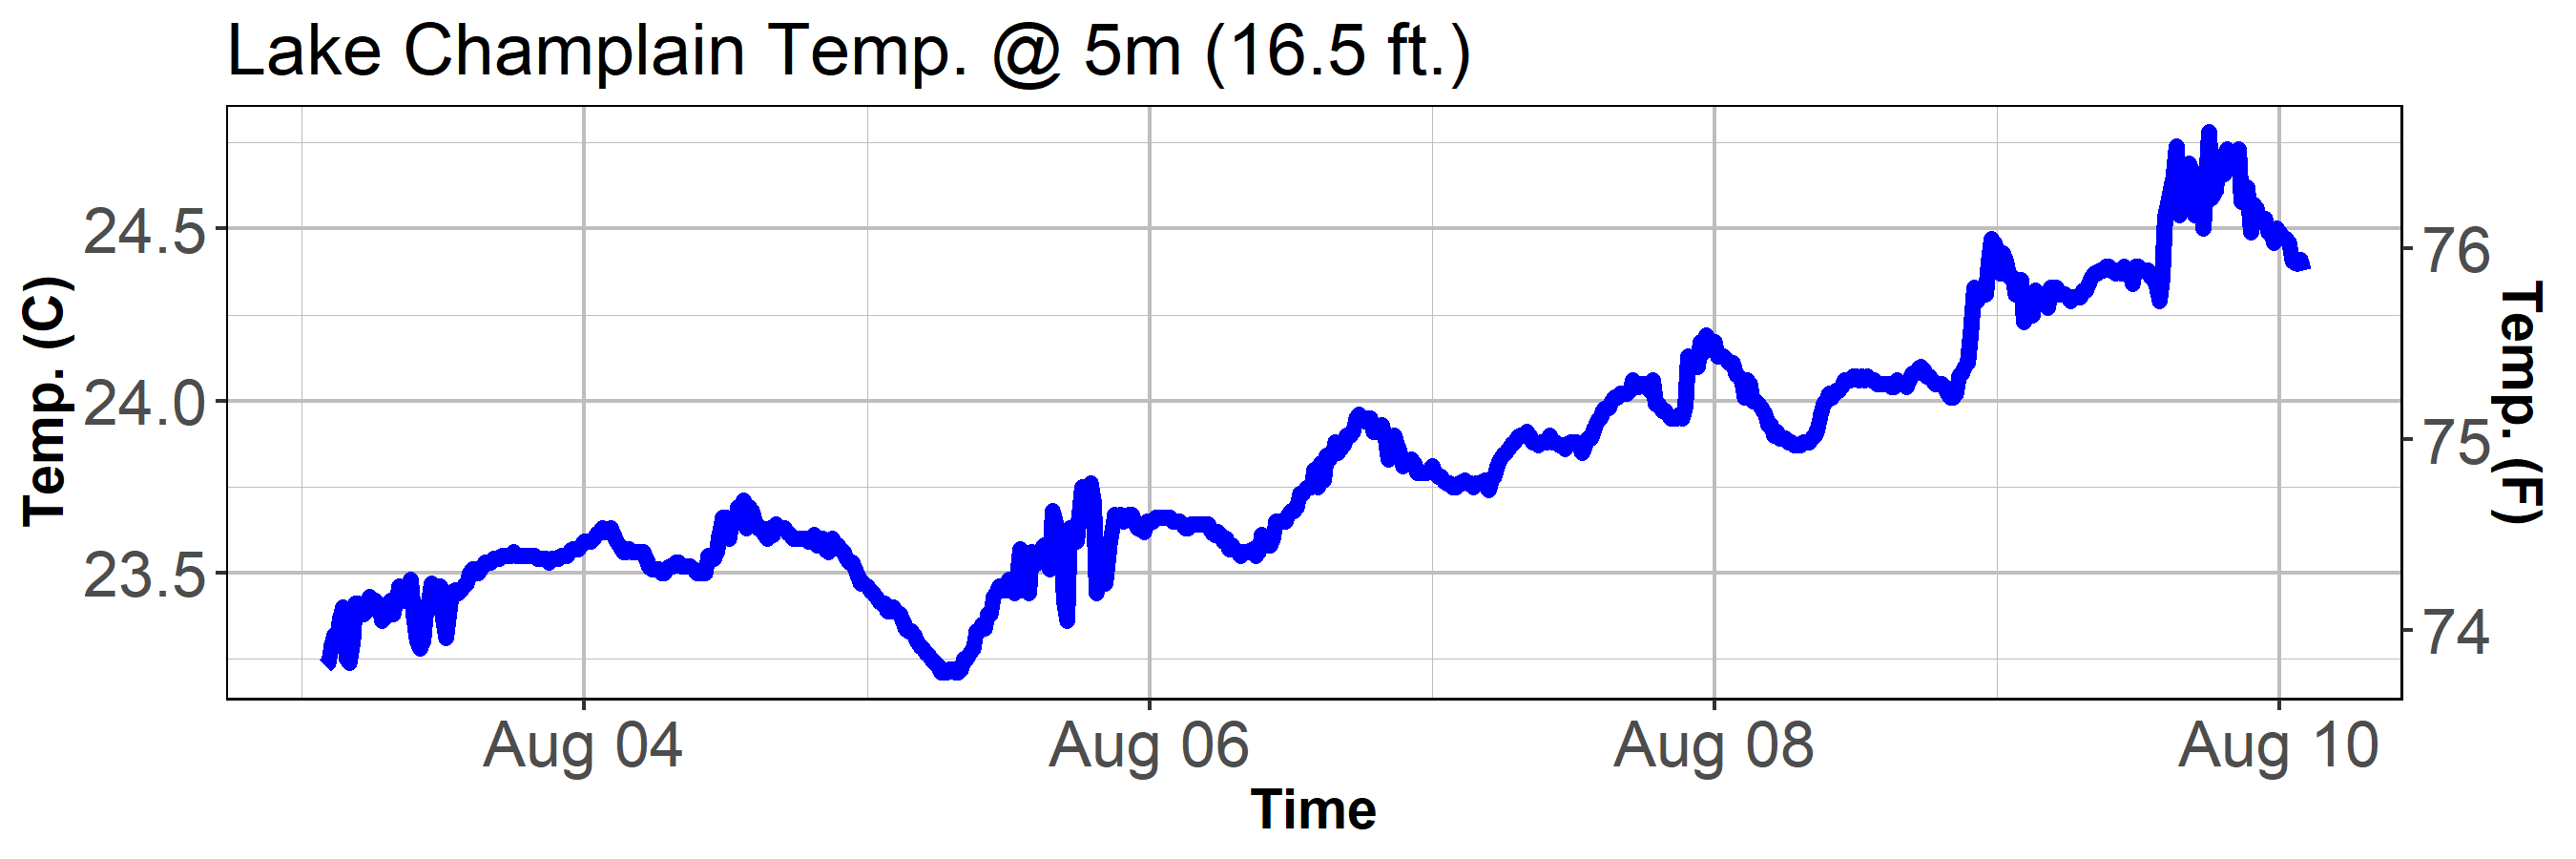 Lake Champlain Temp. @ 5m (16.5 ft.)
Temp. (C)
24.5
24.0
23.5
76
75
74
Temp. (F)
Aug 04
Aug 06
Aug 08
Aug 10
Time